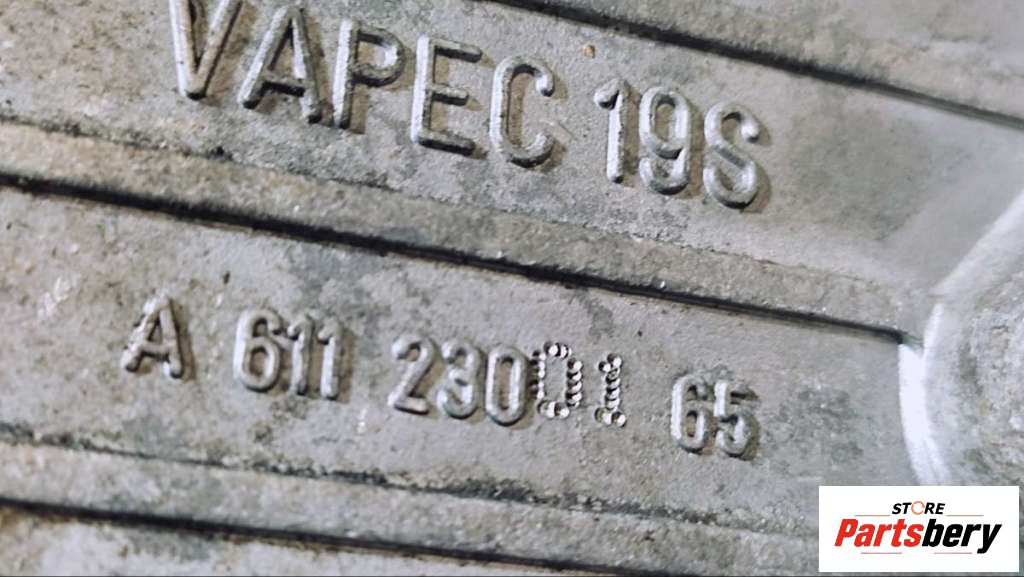 VAPEC 19S
A 611 230 01 65
STORE
Partsbery